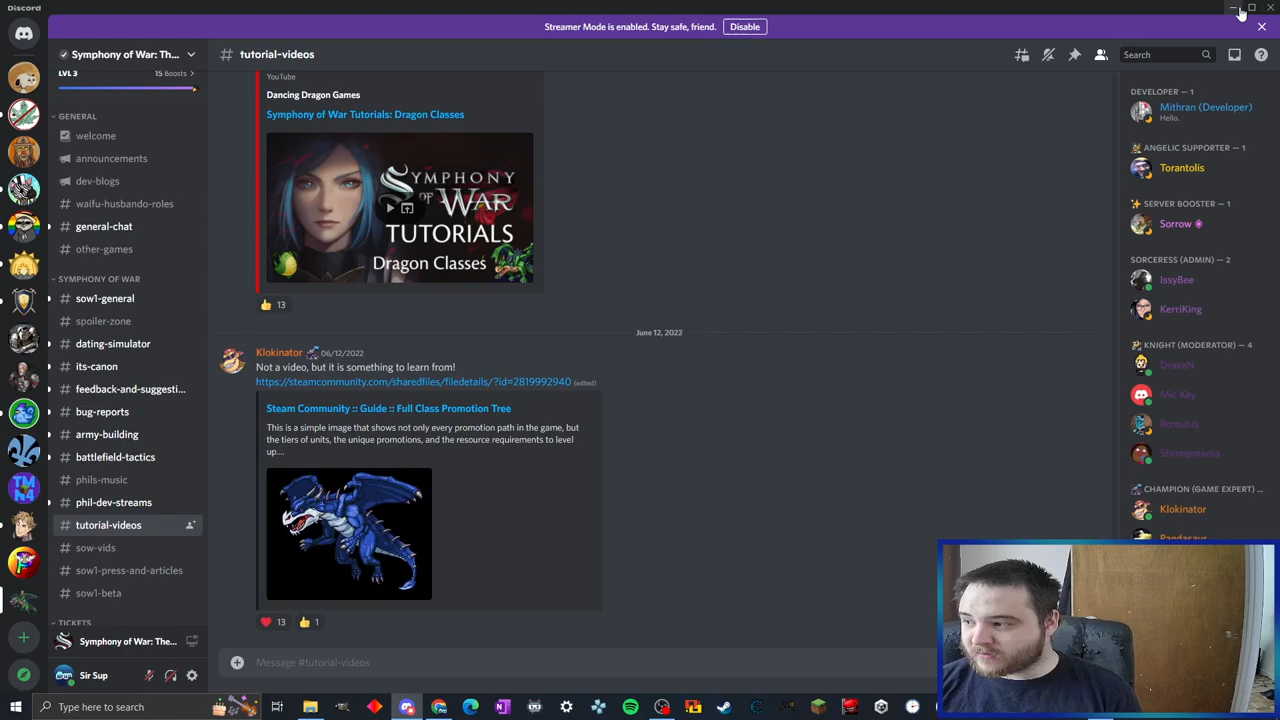 Discord
Streamer Mode is enabled. Stay safe, friend. Disable
Symphony of War: Th...
LVL 3 15 Boosts
GENERAL
welcome
announcements
dev-blogs
waifu-husbando-roles
general-chat
other-games
SYMPHONY OF WAR
sow1-general
spoiler-zone
dating-simulator
its-canon
feedback-and-suggesti...
bug-reports
army-building
battlefield-tactics
phils-music
phil-dev-streams
tutorial-videos
sow-vids
sow1-press-and-articles
sow1-beta
TICKETS
Symphony of War: The...
Sir Sup
tutorial-videos
Search
YouTube
Dancing Dragon Games
Symphony of War Tutorials: Dragon Classes
SYMPHONY
OF WAR
TUTORIALS
Dragon Classes
13
June 12, 2022
Klokinator 06/12/2022
Not a video, but it is something to learn from!
https://steamcommunity.com/sharedfiles/filedetails/?id=2819992940 (edited)
Steam Community :: Guide :: Full Class Promotion Tree
This is a simple image that shows not only every promotion path in the game, but
the tiers of units, the unique promotions, and the resource requirements to level
up....
13 1
Message #tutorial-videos
DEVELOPER — 1
Mithran (Developer)
Hello.
ANGELIC SUPPORTER — 1
Torantolis
SERVER BOOSTER — 1
Sorrow
SORCERESS (ADMIN) — 2
IssyBee
KerriKing
KNIGHT (MODERATOR) — 4
DrakeN
Mic Key
Romulus
Shrimpmania
CHAMPION (GAME EXPERT) ...
Klokinator
Pandasaur
Type here to search